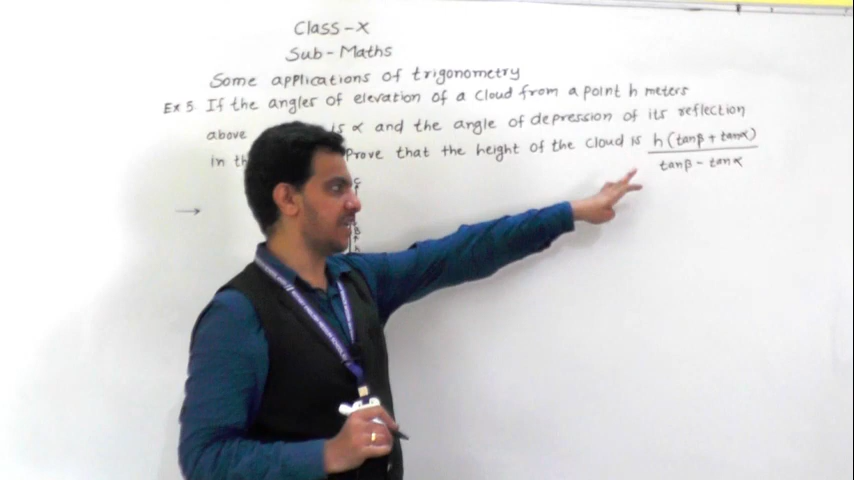 Class-X
Sub-Maths
Some applications of trigonometry
Ex 5. If the angles of elevation of a cloud from a point h meters
above is α and the angle of depression of its reflection
in Prove that the height of the cloud is h(tanβ + tanα)
tanβ - tanα
→
C
B
h